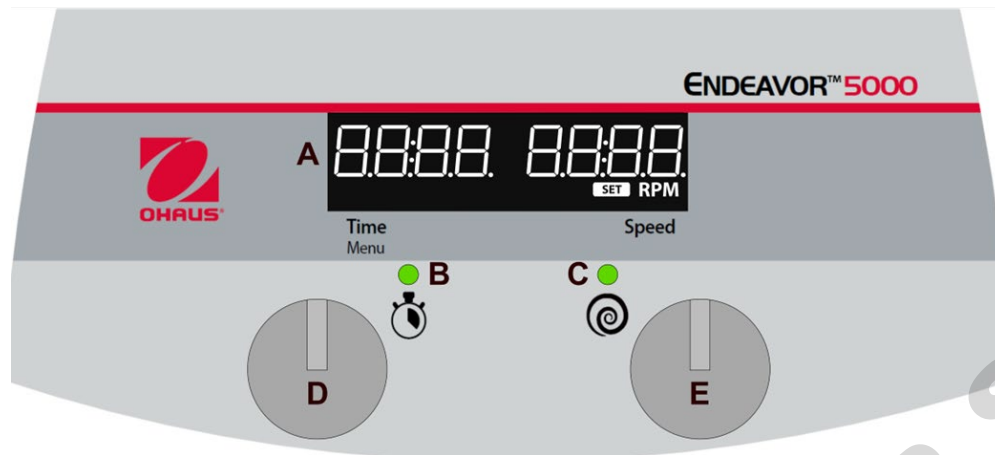 ENDEAVOR™5000
A
88:88 88:88
SET RPM
OHAUS®
Time Speed
Menu
B C
D E